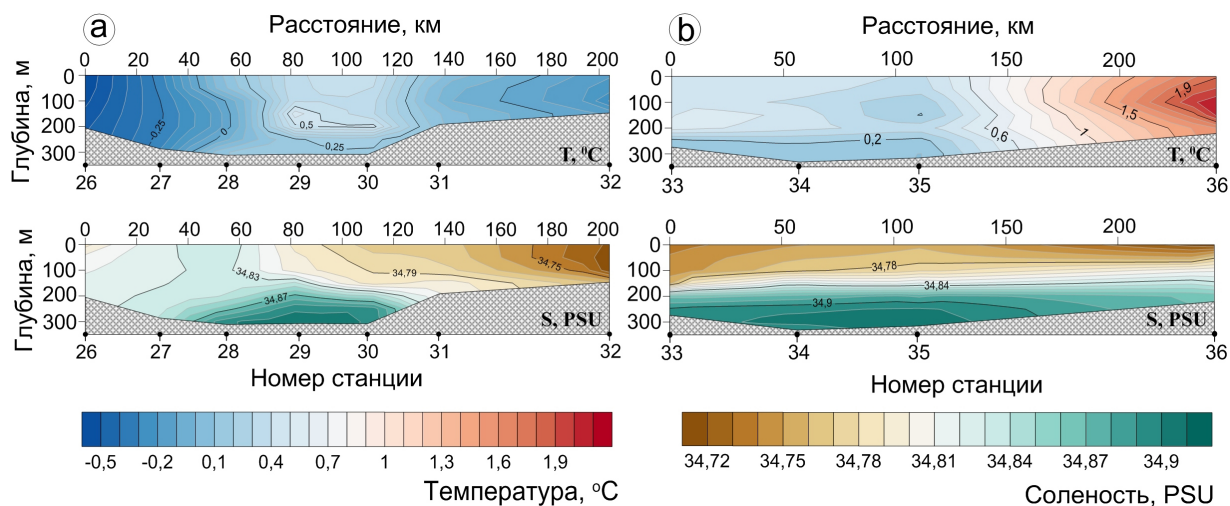 a
Расстояние, км
0 20 40 60 80 100 120 140 160 180 200
Глубина, м
0
100
200
300
-0,25
0
0,5
0,25
T, ⁰C
26 27 28 29 30 31 32
b
Расстояние, км
0 50 100 150 200
0
100
200
300
0,2
0,6
1
1,5
1,9
T, ⁰C
33 34 35 36
0 20 40 60 80 100 120 140 160 180 200
Глубина, м
0
100
200
300
34,83
34,87
34,79
34,75
S, PSU
26 27 28 29 30 31 32
Номер станции
0 50 100 150 200
0
100
200
300
34,78
34,84
34,9
S, PSU
33 34 35 36
Номер станции
-0,5 -0,2 0,1 0,4 0,7 1 1,3 1,6 1,9
Температура, ⁰C
34,72 34,75 34,78 34,81 34,84 34,87 34,9
Соленость, PSU